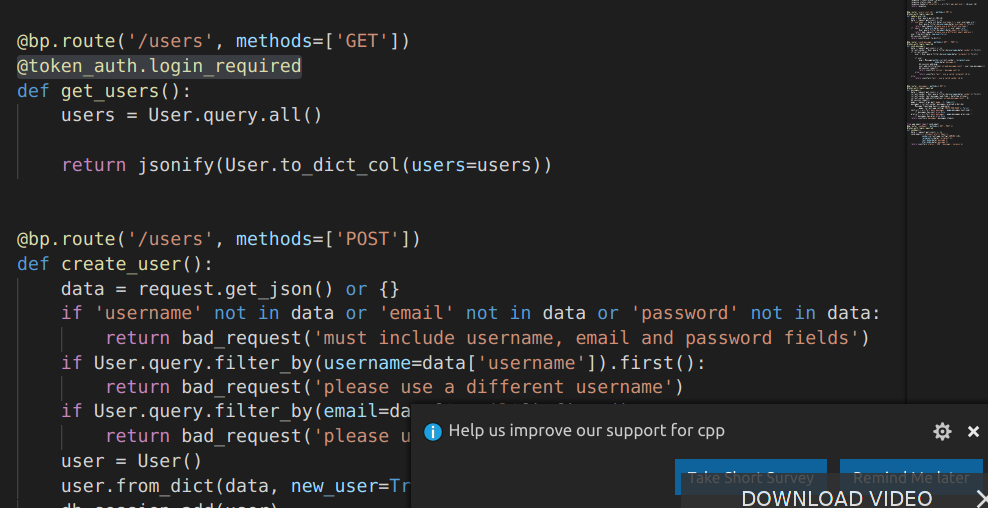 @bp.route('/users', methods=['GET'])
@token_auth.login_required
def get_users():
    users = User.query.all()
    return jsonify(User.to_dict_col(users=users))
@bp.route('/users', methods=['POST'])
def create_user():
    data = request.get_json() or {}
    if 'username' not in data or 'email' not in data or 'password' not in data:
        return bad_request('must include username, email and password fields')
    if User.query.filter_by(username=data['username']).first():
        return bad_request('please use a different username')
    if User.query.filter_by(email=da
        return bad_request('please u
    user = User()
    user.from_dict(data, new_user=Tr
    db.session.add(user)
Help us improve our support for cpp
Take Short Survey
Remind Me later
DOWNLOAD VIDEO